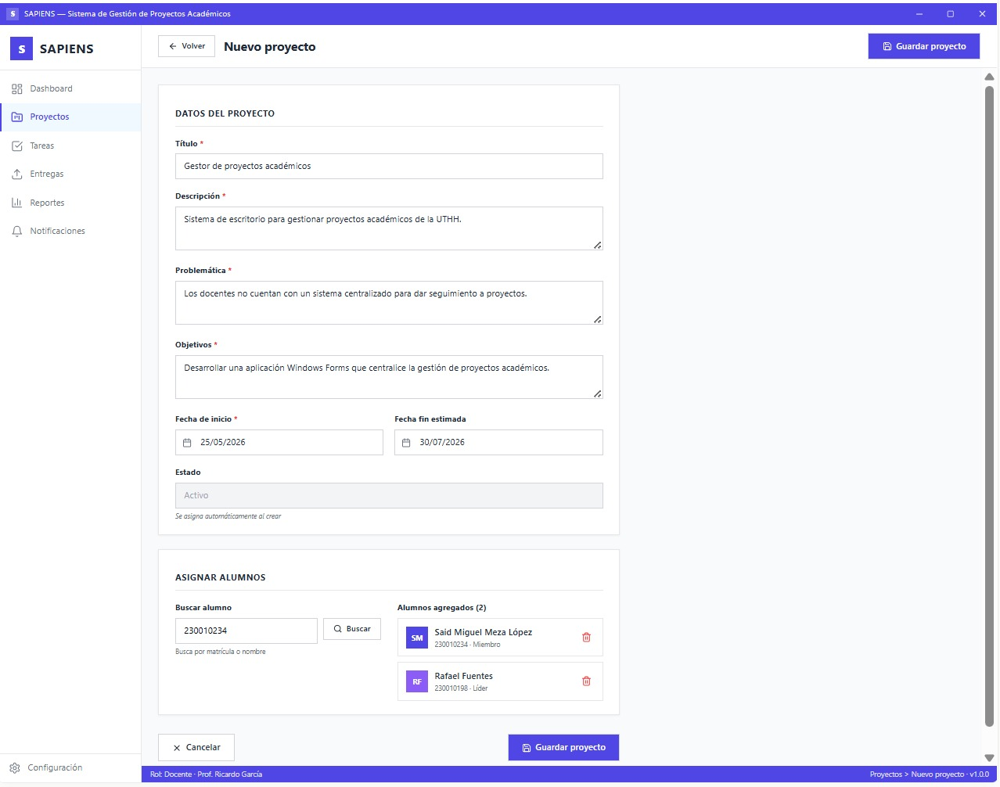 S SAPIENS — Sistema de Gestión de Proyectos Académicos
S SAPIENS
← Volver
Nuevo proyecto
Guardar proyecto
Dashboard
Proyectos
Tareas
Entregas
Reportes
Notificaciones
Configuración
DATOS DEL PROYECTO
Título *
Gestor de proyectos académicos
Descripción *
Sistema de escritorio para gestionar proyectos académicos de la UTHH.
Problemática *
Los docentes no cuentan con un sistema centralizado para dar seguimiento a proyectos.
Objetivos *
Desarrollar una aplicación Windows Forms que centralice la gestión de proyectos académicos.
Fecha de inicio *
25/05/2026
Fecha fin estimada
30/07/2026
Estado
Activo
Se asigna automáticamente al crear
ASIGNAR ALUMNOS
Buscar alumno
230010234
Buscar
Busca por matrícula o nombre
Alumnos agregados (2)
SM
Said Miguel Meza López
230010234 · Miembro
RF
Rafael Fuentes
230010198 · Líder
Cancelar
Guardar proyecto
Rol: Docente · Prof. Ricardo García
Proyectos > Nuevo proyecto · v1.0.0